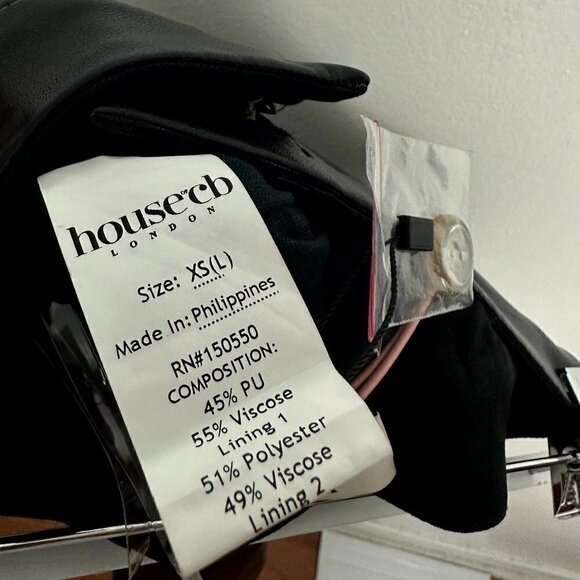 house of cb
LONDON
Size: XS(L)
Made In: Philippines
RN#150550
COMPOSITION:
45% PU
55% Viscose
Lining 1
51% Polyester
49% Viscose
Lining 2